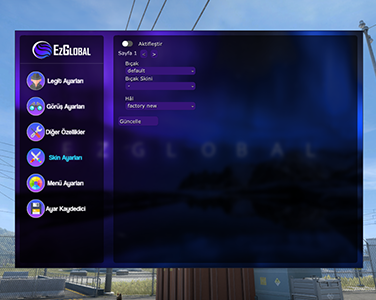 EZGLOBAL
Legit Ayarları
Görüş Ayarları
Diğer Özellikler
Skin Ayarları
Menü Ayarları
Ayar Kaydedici
Aktifleştir
Sayfa 1 < >
Bıçak
default
Bıçak Skini
-
Hâl
factory new
Güncelle
EZGLOBAL